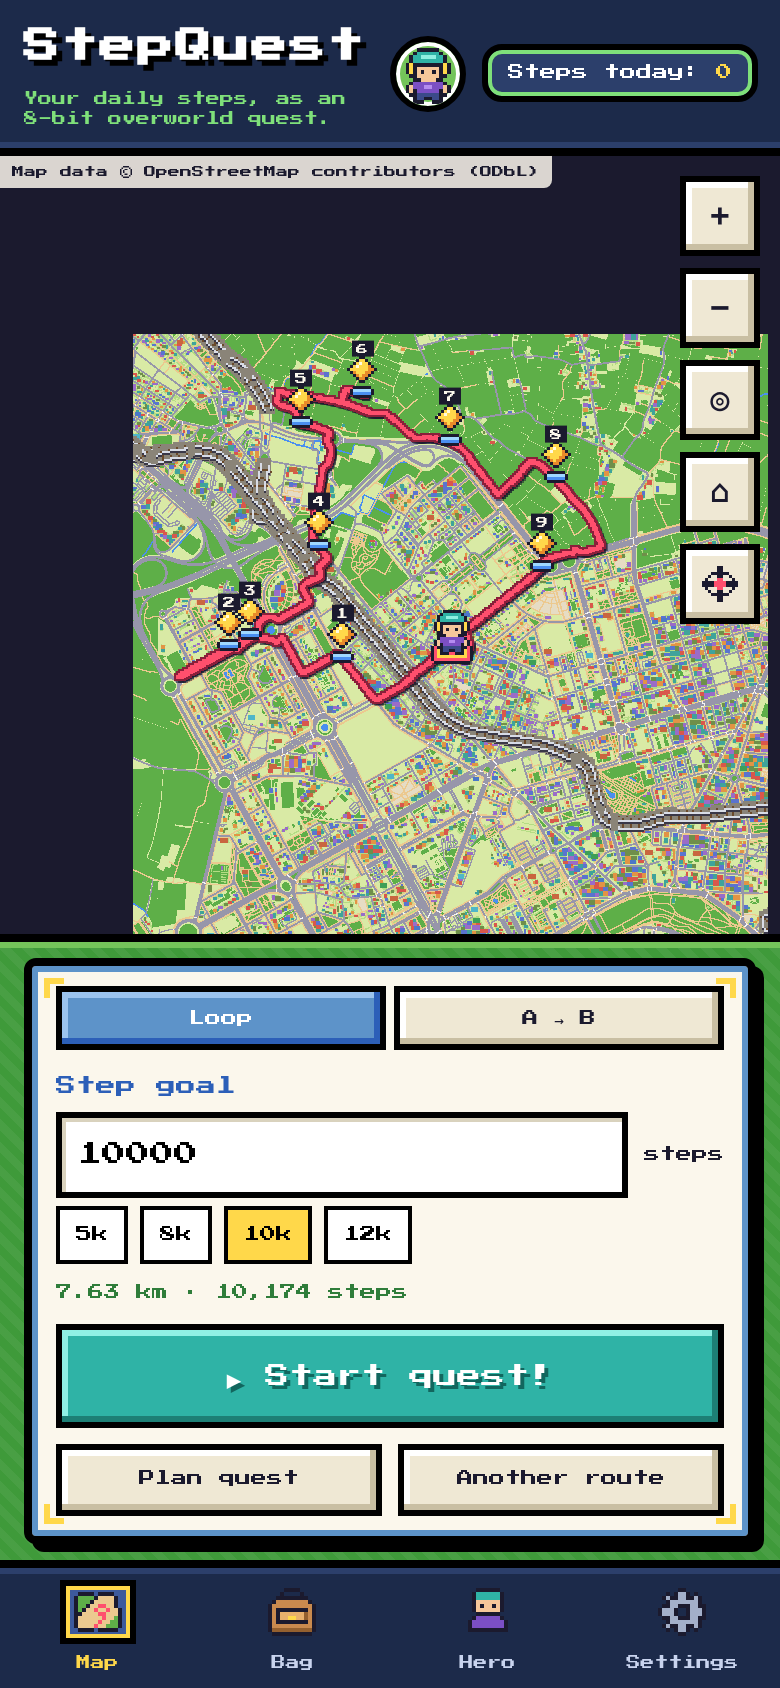 StepQuest
Your daily steps, as an
8-bit overworld quest.
Steps today: 0
Map data © OpenStreetMap contributors (ODbL)
+
−
6
5
7
8
4
9
3
2
1
Loop
A → B
Step goal
10000
steps
5k
8k
10k
12k
7.63 km · 10,174 steps
▶ Start quest!
Plan quest
Another route
Map
Bag
Hero
Settings